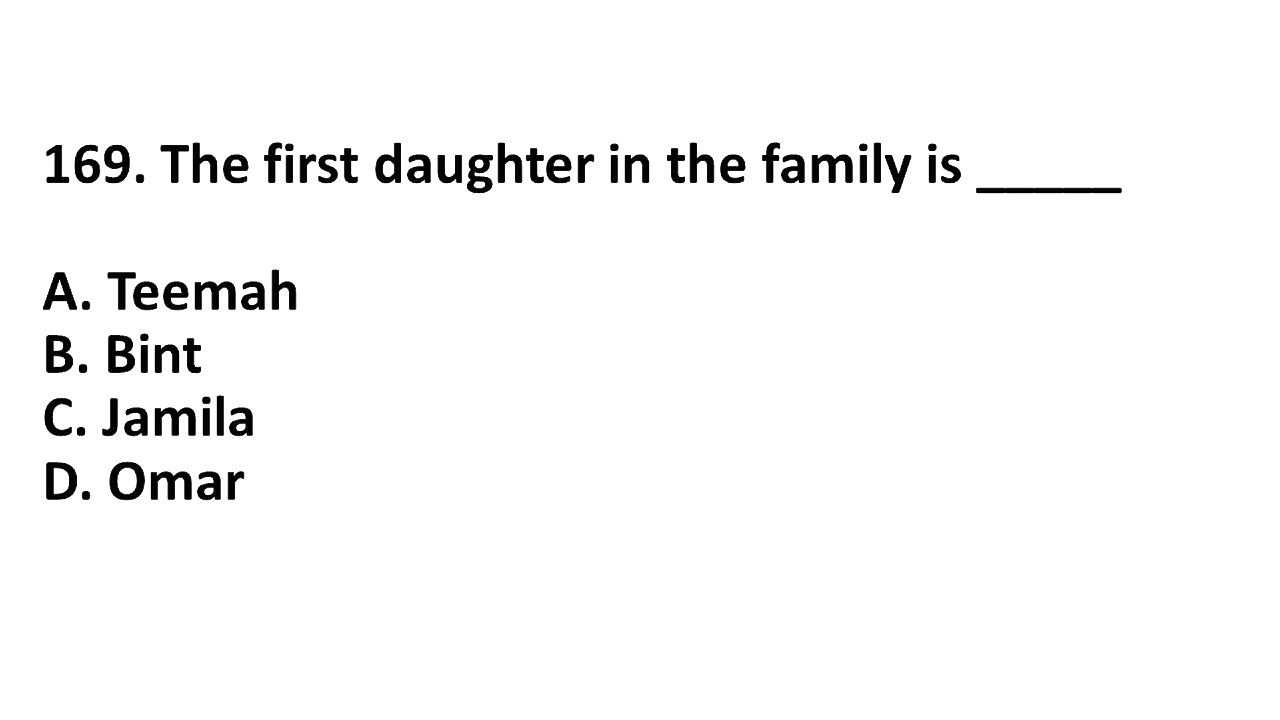 169. The first daughter in the family is _____
A. Teemah
B. Bint
C. Jamila
D. Omar